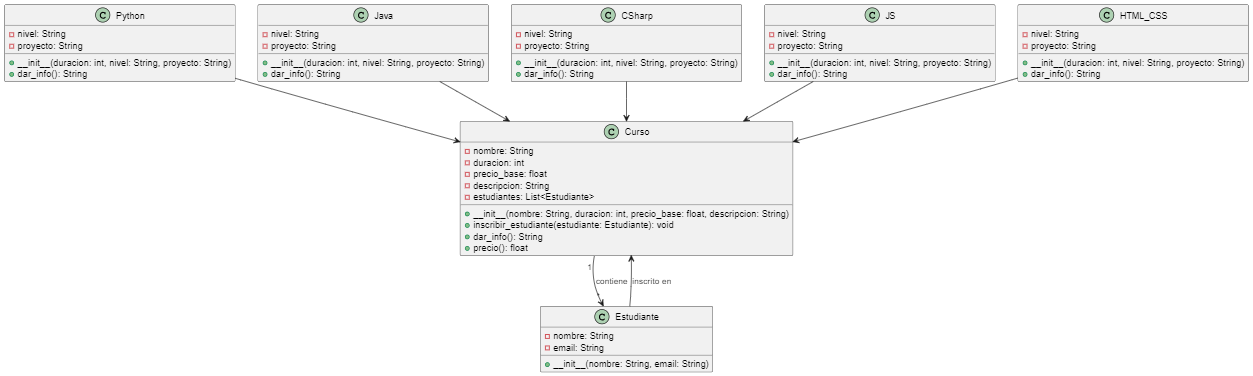 C Python
nivel: String
proyecto: String
__init__(duracion: int, nivel: String, proyecto: String)
dar_info(): String
C Java
nivel: String
proyecto: String
__init__(duracion: int, nivel: String, proyecto: String)
dar_info(): String
C CSharp
nivel: String
proyecto: String
__init__(duracion: int, nivel: String, proyecto: String)
dar_info(): String
C JS
nivel: String
proyecto: String
__init__(duracion: int, nivel: String, proyecto: String)
dar_info(): String
C HTML_CSS
nivel: String
proyecto: String
__init__(duracion: int, nivel: String, proyecto: String)
dar_info(): String
C Curso
nombre: String
duracion: int
precio_base: float
descripcion: String
estudiantes: List<Estudiante>
__init__(nombre: String, duracion: int, precio_base: float, descripcion: String)
inscribir_estudiante(estudiante: Estudiante): void
dar_info(): String
precio(): float
1
contiene
inscrito en
*
C Estudiante
nombre: String
email: String
__init__(nombre: String, email: String)